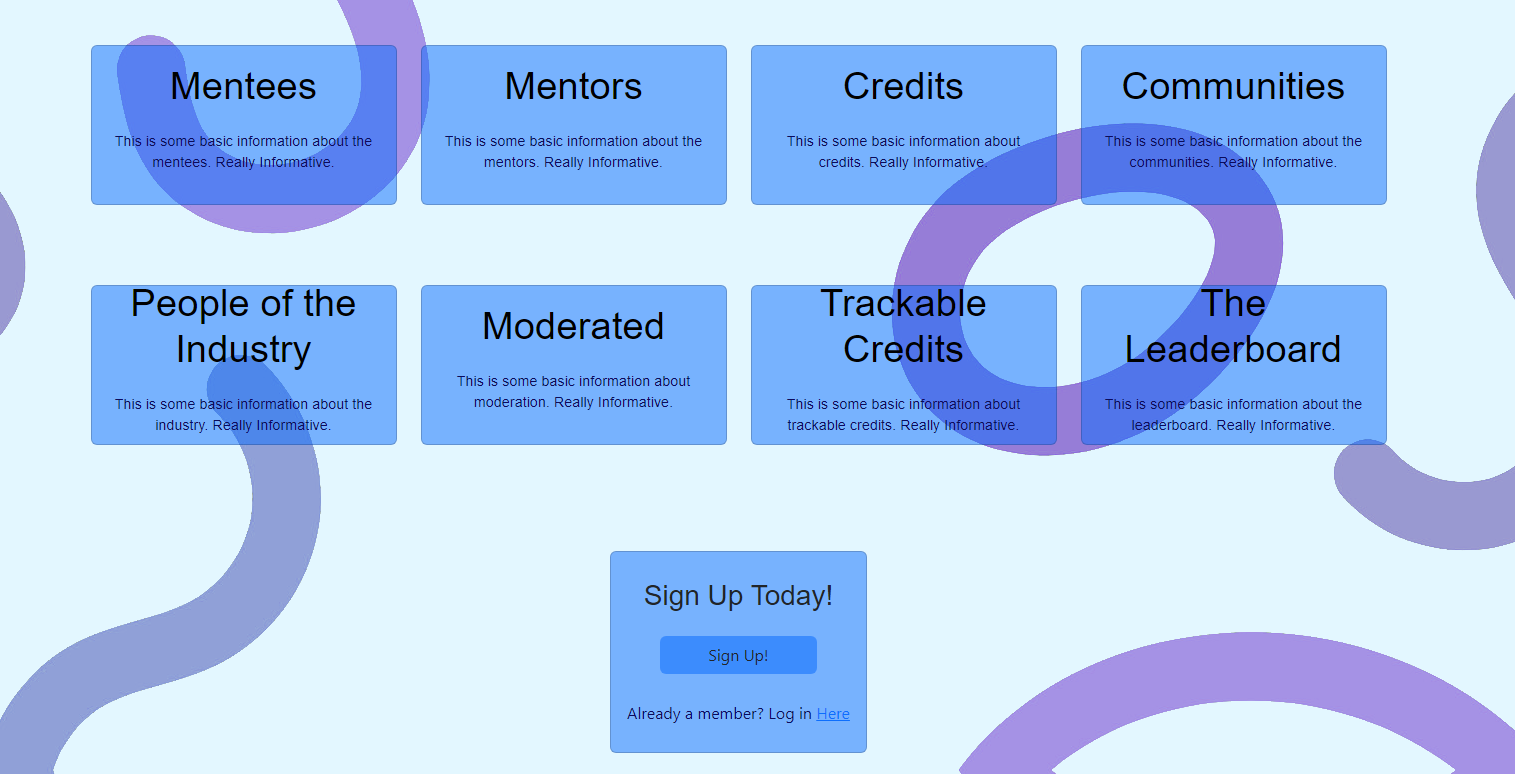 Mentees
This is some basic information about the
mentees. Really Informative.
Mentors
This is some basic information about the
mentors. Really Informative.
Credits
This is some basic information about
credits. Really Informative.
Communities
This is some basic information about the
communities. Really Informative.
People of the
Industry
This is some basic information about the
industry. Really Informative.
Moderated
This is some basic information about
moderation. Really Informative.
Trackable
Credits
This is some basic information about
trackable credits. Really Informative.
The
Leaderboard
This is some basic information about the
leaderboard. Really Informative.
Sign Up Today!
Sign Up!
Already a member? Log in Here